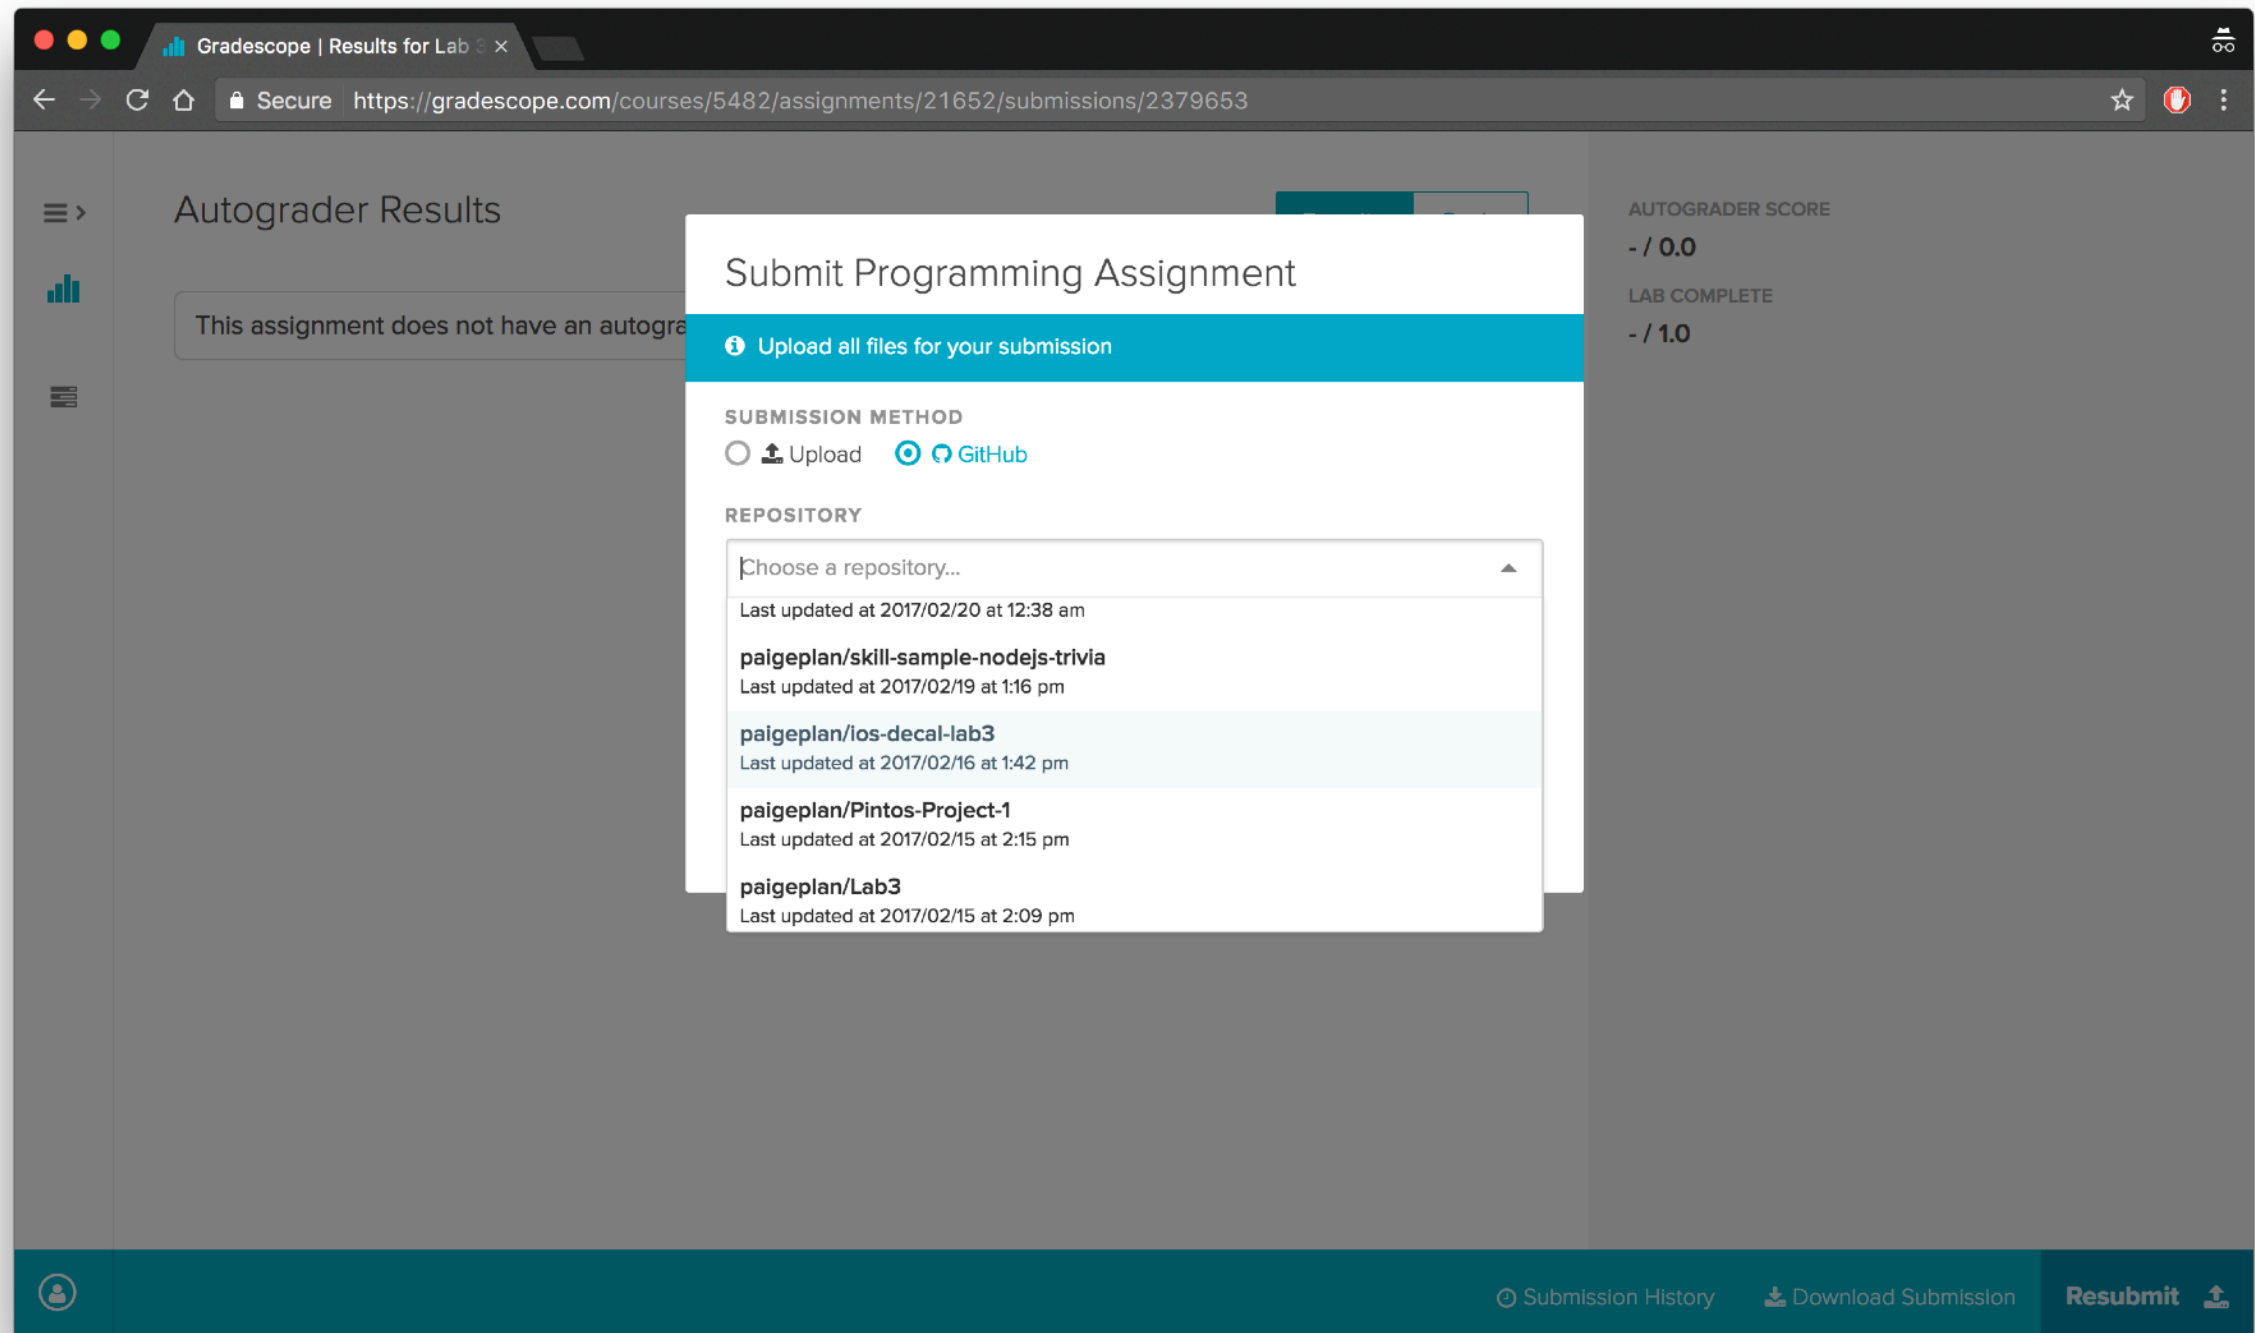 Gradescope | Results for Lab 3
Secure https://gradescope.com/courses/5482/assignments/21652/submissions/2379653
Autograder Results
This assignment does not have an autogra
AUTOGRADER SCORE
- / 0.0
LAB COMPLETE
- / 1.0
Submit Programming Assignment
Upload all files for your submission
SUBMISSION METHOD
Upload GitHub
REPOSITORY
Choose a repository...
Last updated at 2017/02/20 at 12:38 am
paigeplan/skill-sample-nodejs-trivia
Last updated at 2017/02/19 at 1:16 pm
paigeplan/ios-decal-lab3
Last updated at 2017/02/16 at 1:42 pm
paigeplan/Pintos-Project-1
Last updated at 2017/02/15 at 2:15 pm
paigeplan/Lab3
Last updated at 2017/02/15 at 2:09 pm
Submission History Download Submission Resubmit